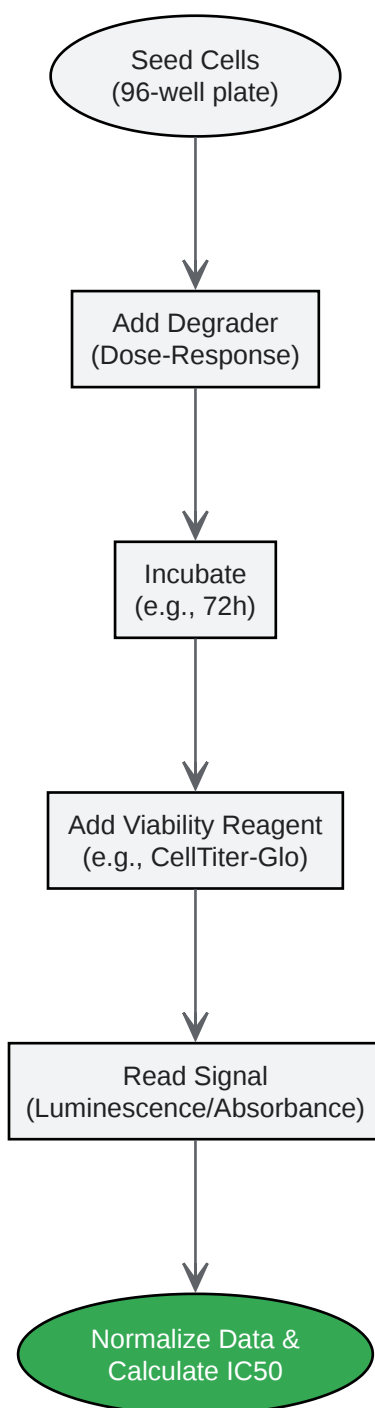 Seed Cells
(96-well plate)
Add Degrader
(Dose-Response)
Incubate
(e.g., 72h)
Add Viability Reagent
(e.g., CellTiter-Glo)
Read Signal
(Luminescence/Absorbance)
Normalize Data &
Calculate IC50